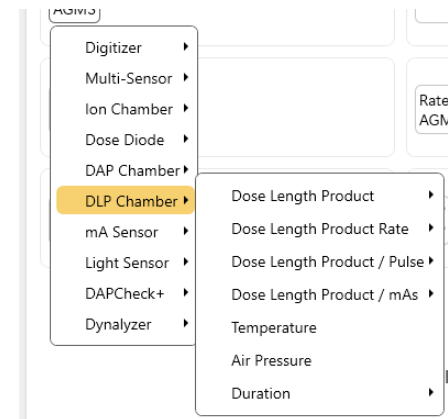 AGMS
Digitizer
Multi-Sensor
Ion Chamber
Dose Diode
DAP Chamber
DLP Chamber
mA Sensor
Light Sensor
DAPCheck+
Dynalyzer
Rate
AGM
Dose Length Product
Dose Length Product Rate
Dose Length Product / Pulse
Dose Length Product / mAs
Temperature
Air Pressure
Duration